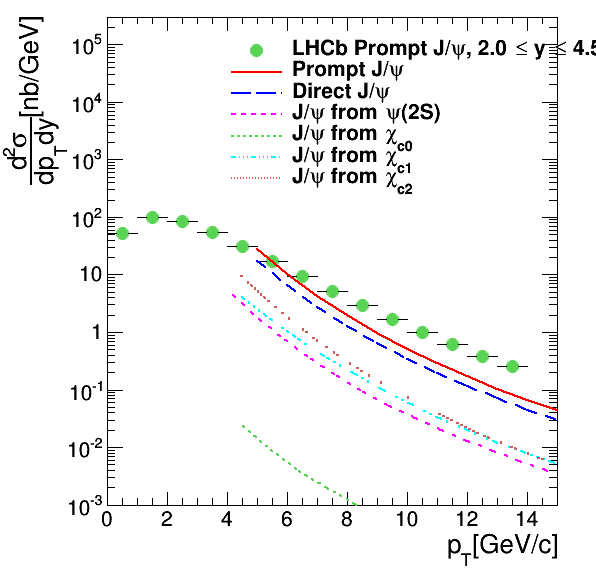 d²σ/dp_T dy [nb/GeV]
10⁵
10⁴
10³
10²
10
1
10⁻¹
10⁻²
10⁻³
LHCb Prompt J/ψ, 2.0 ≤ y ≤ 4.5
Prompt J/ψ
Direct J/ψ
J/ψ from ψ(2S)
J/ψ from χ_c0
J/ψ from χ_c1
J/ψ from χ_c2
0 2 4 6 8 10 12 14
p_T[GeV/c]